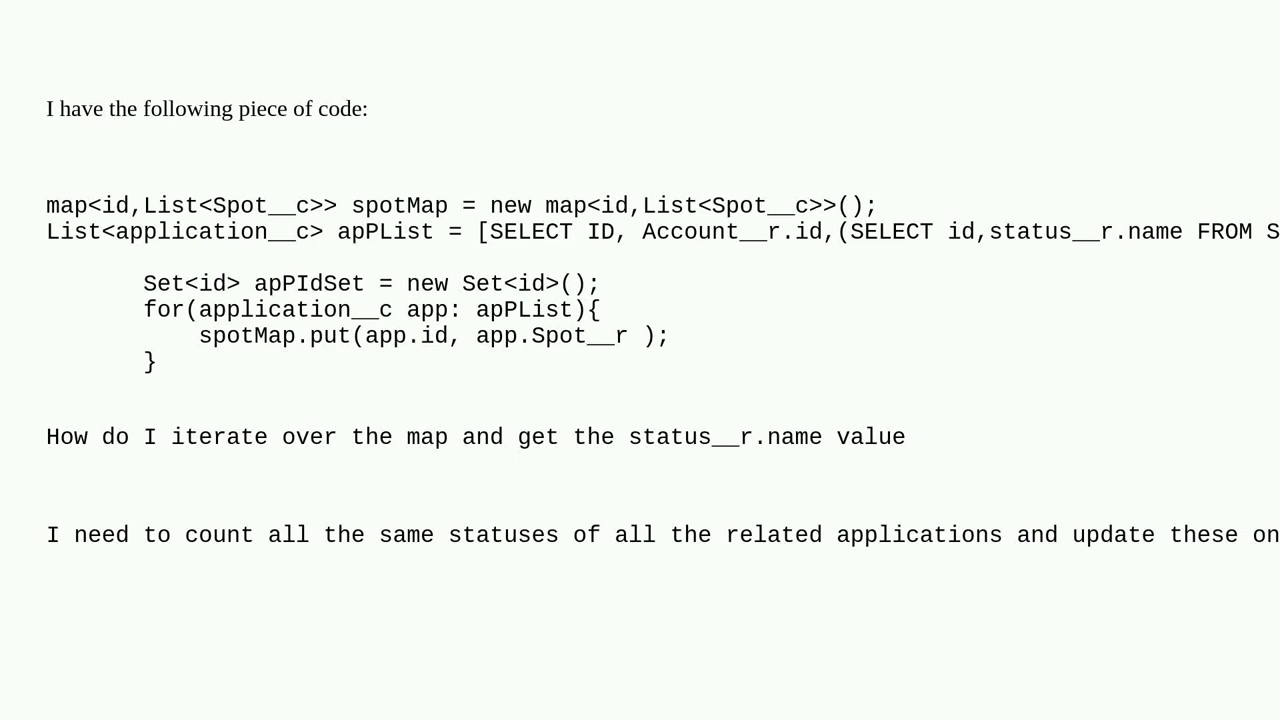 I have the following piece of code:
map<id,List<Spot__c>> spotMap = new map<id,List<Spot__c>>();
List<application__c> apPList = [SELECT ID, Account__r.id,(SELECT id,status__r.name FROM S
Set<id> apPIdSet = new Set<id>();
for(application__c app: apPList){
spotMap.put(app.id, app.Spot__r );
}
How do I iterate over the map and get the status__r.name value
I need to count all the same statuses of all the related applications and update these on